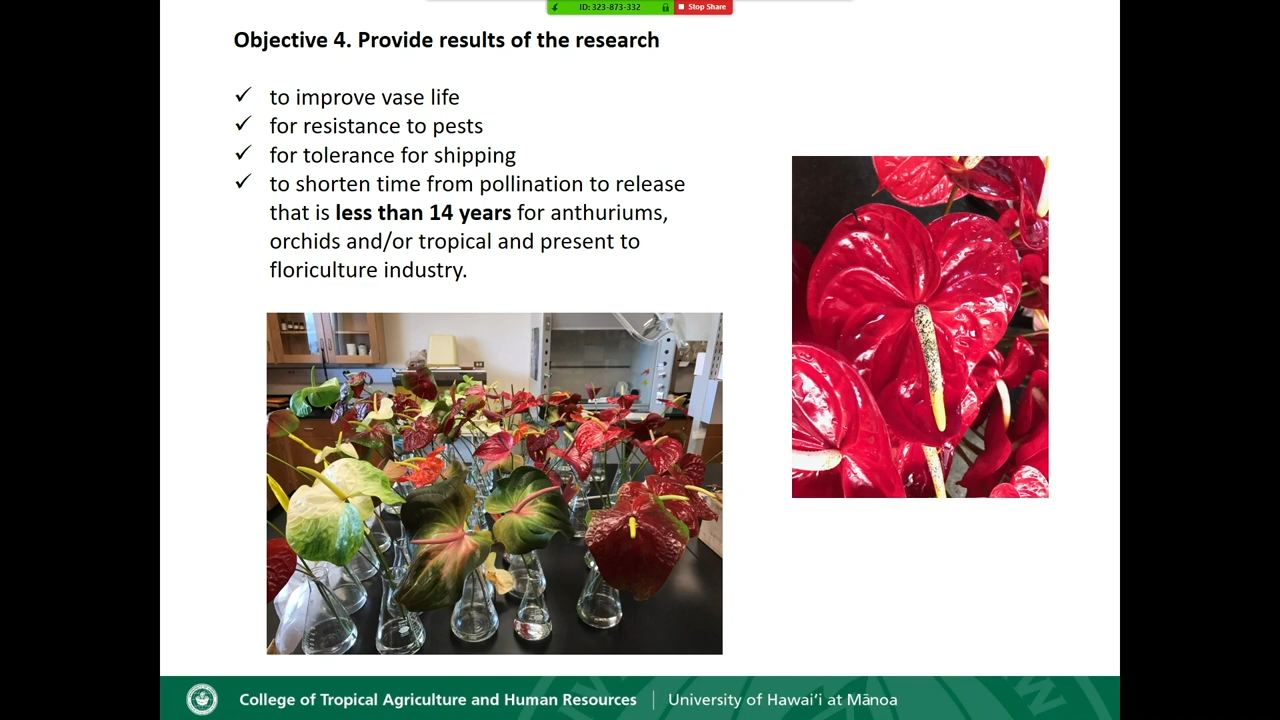 ID: 323-873-332
Stop Share
Objective 4. Provide results of the research
✓ to improve vase life
✓ for resistance to pests
✓ for tolerance for shipping
✓ to shorten time from pollination to release
that is less than 14 years for anthuriums,
orchids and/or tropical and present to
floriculture industry.
College of Tropical Agriculture and Human Resources | University of Hawaiʻi at Mānoa